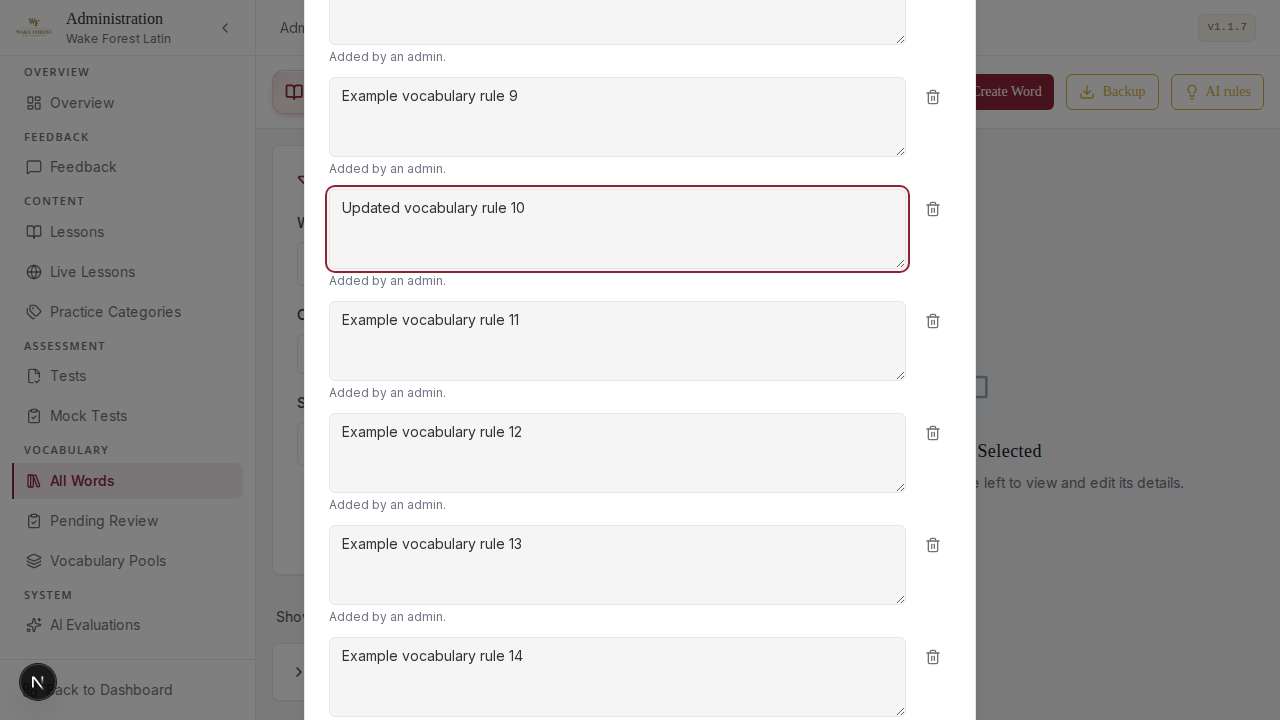 WF
WAKE FOREST
Administration
Wake Forest Latin
OVERVIEW
Overview
FEEDBACK
Feedback
CONTENT
Lessons
Live Lessons
Practice Categories
ASSESSMENT
Tests
Mock Tests
VOCABULARY
All Words
Pending Review
Vocabulary Pools
SYSTEM
AI Evaluations
Back to Dashboard
N
Adm
v1.1.7
Create Word
Backup
AI rules
W
C
S
Show
Selected
left to view and edit its details.
Added by an admin.
Example vocabulary rule 9
Added by an admin.
Updated vocabulary rule 10
Added by an admin.
Example vocabulary rule 11
Added by an admin.
Example vocabulary rule 12
Added by an admin.
Example vocabulary rule 13
Added by an admin.
Example vocabulary rule 14